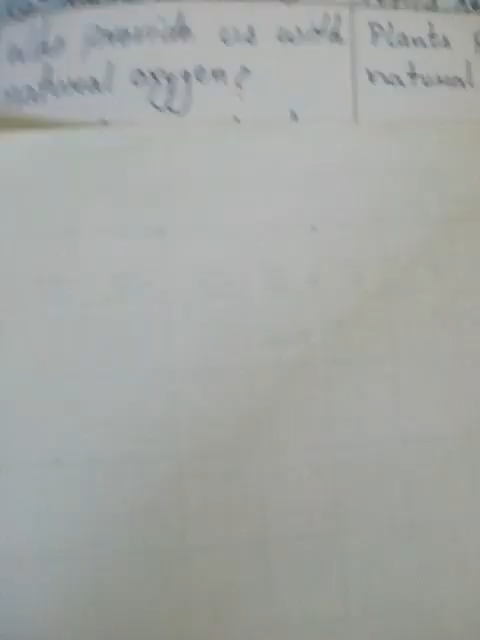 who provide us with
natural oxygen?
Plants
natural